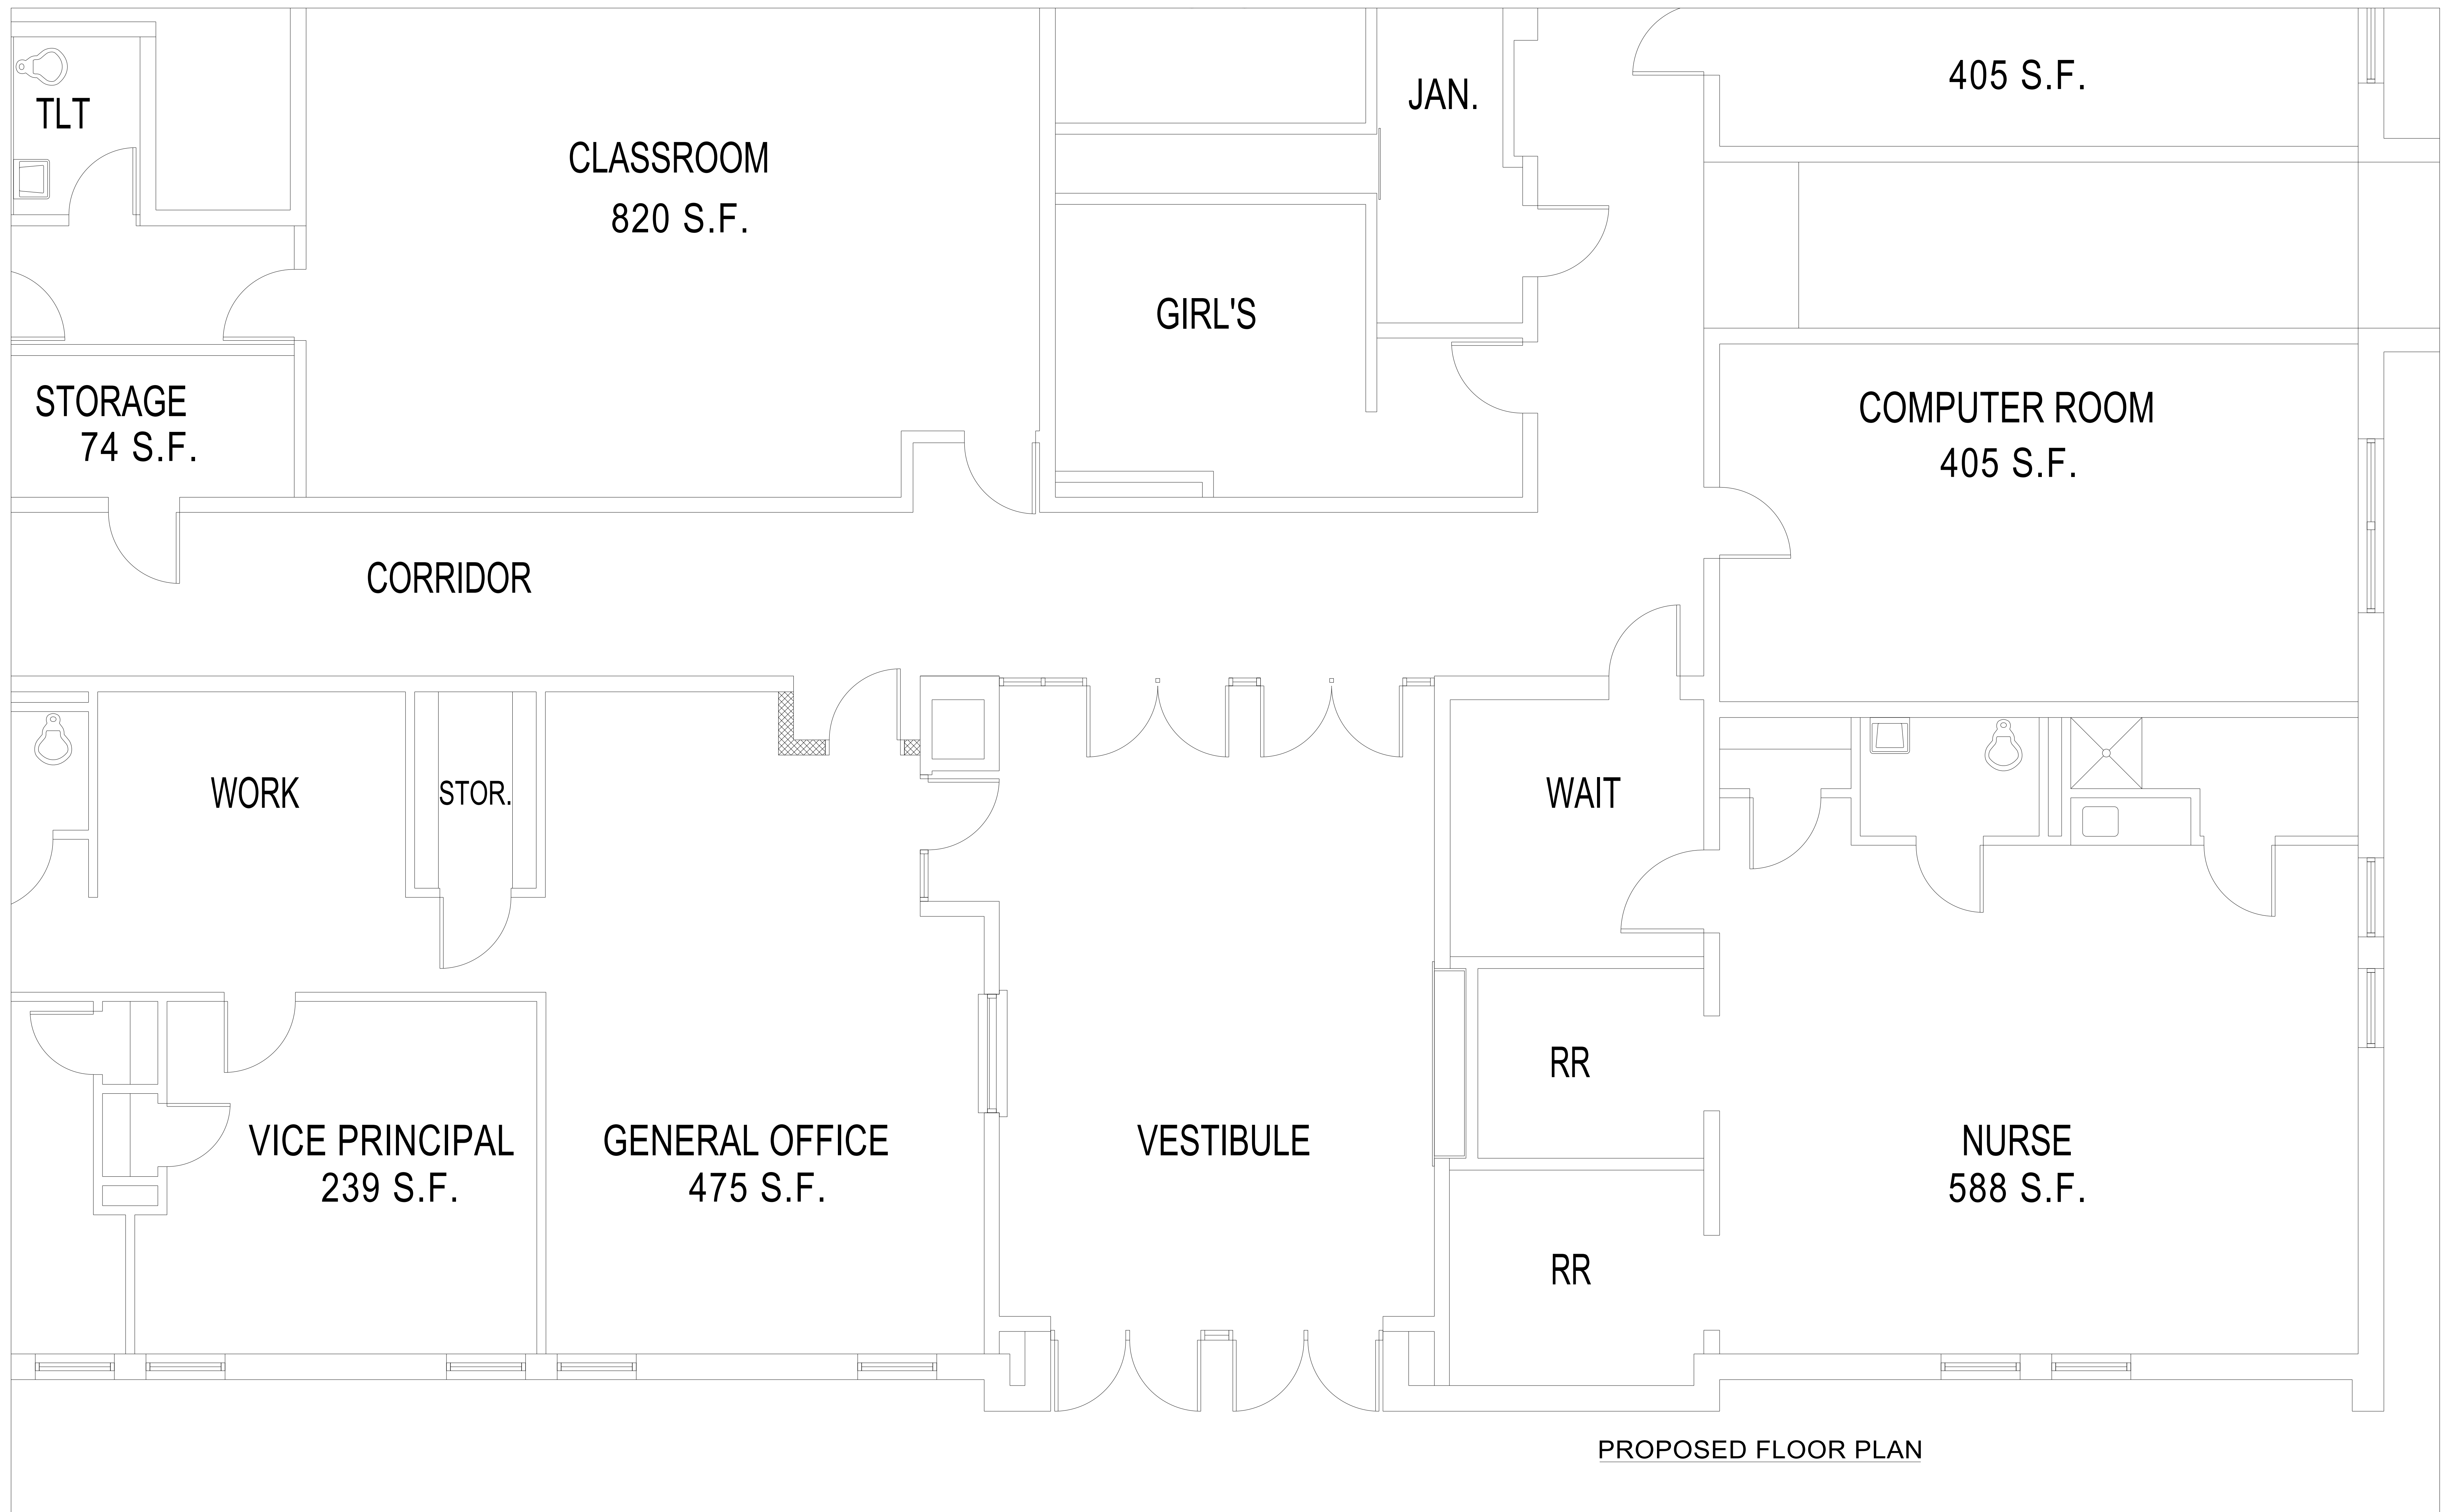 405 S.F.
JAN.
TLT
CLASSROOM
820 S.F.
GIRL'S
STORAGE
74 S.F.
COMPUTER ROOM
405 S.F.
CORRIDOR
WORK
STOR.
WAIT
RR
VICE PRINCIPAL
239 S.F.
GENERAL OFFICE
475 S.F.
VESTIBULE
NURSE
588 S.F.
RR
PROPOSED FLOOR PLAN